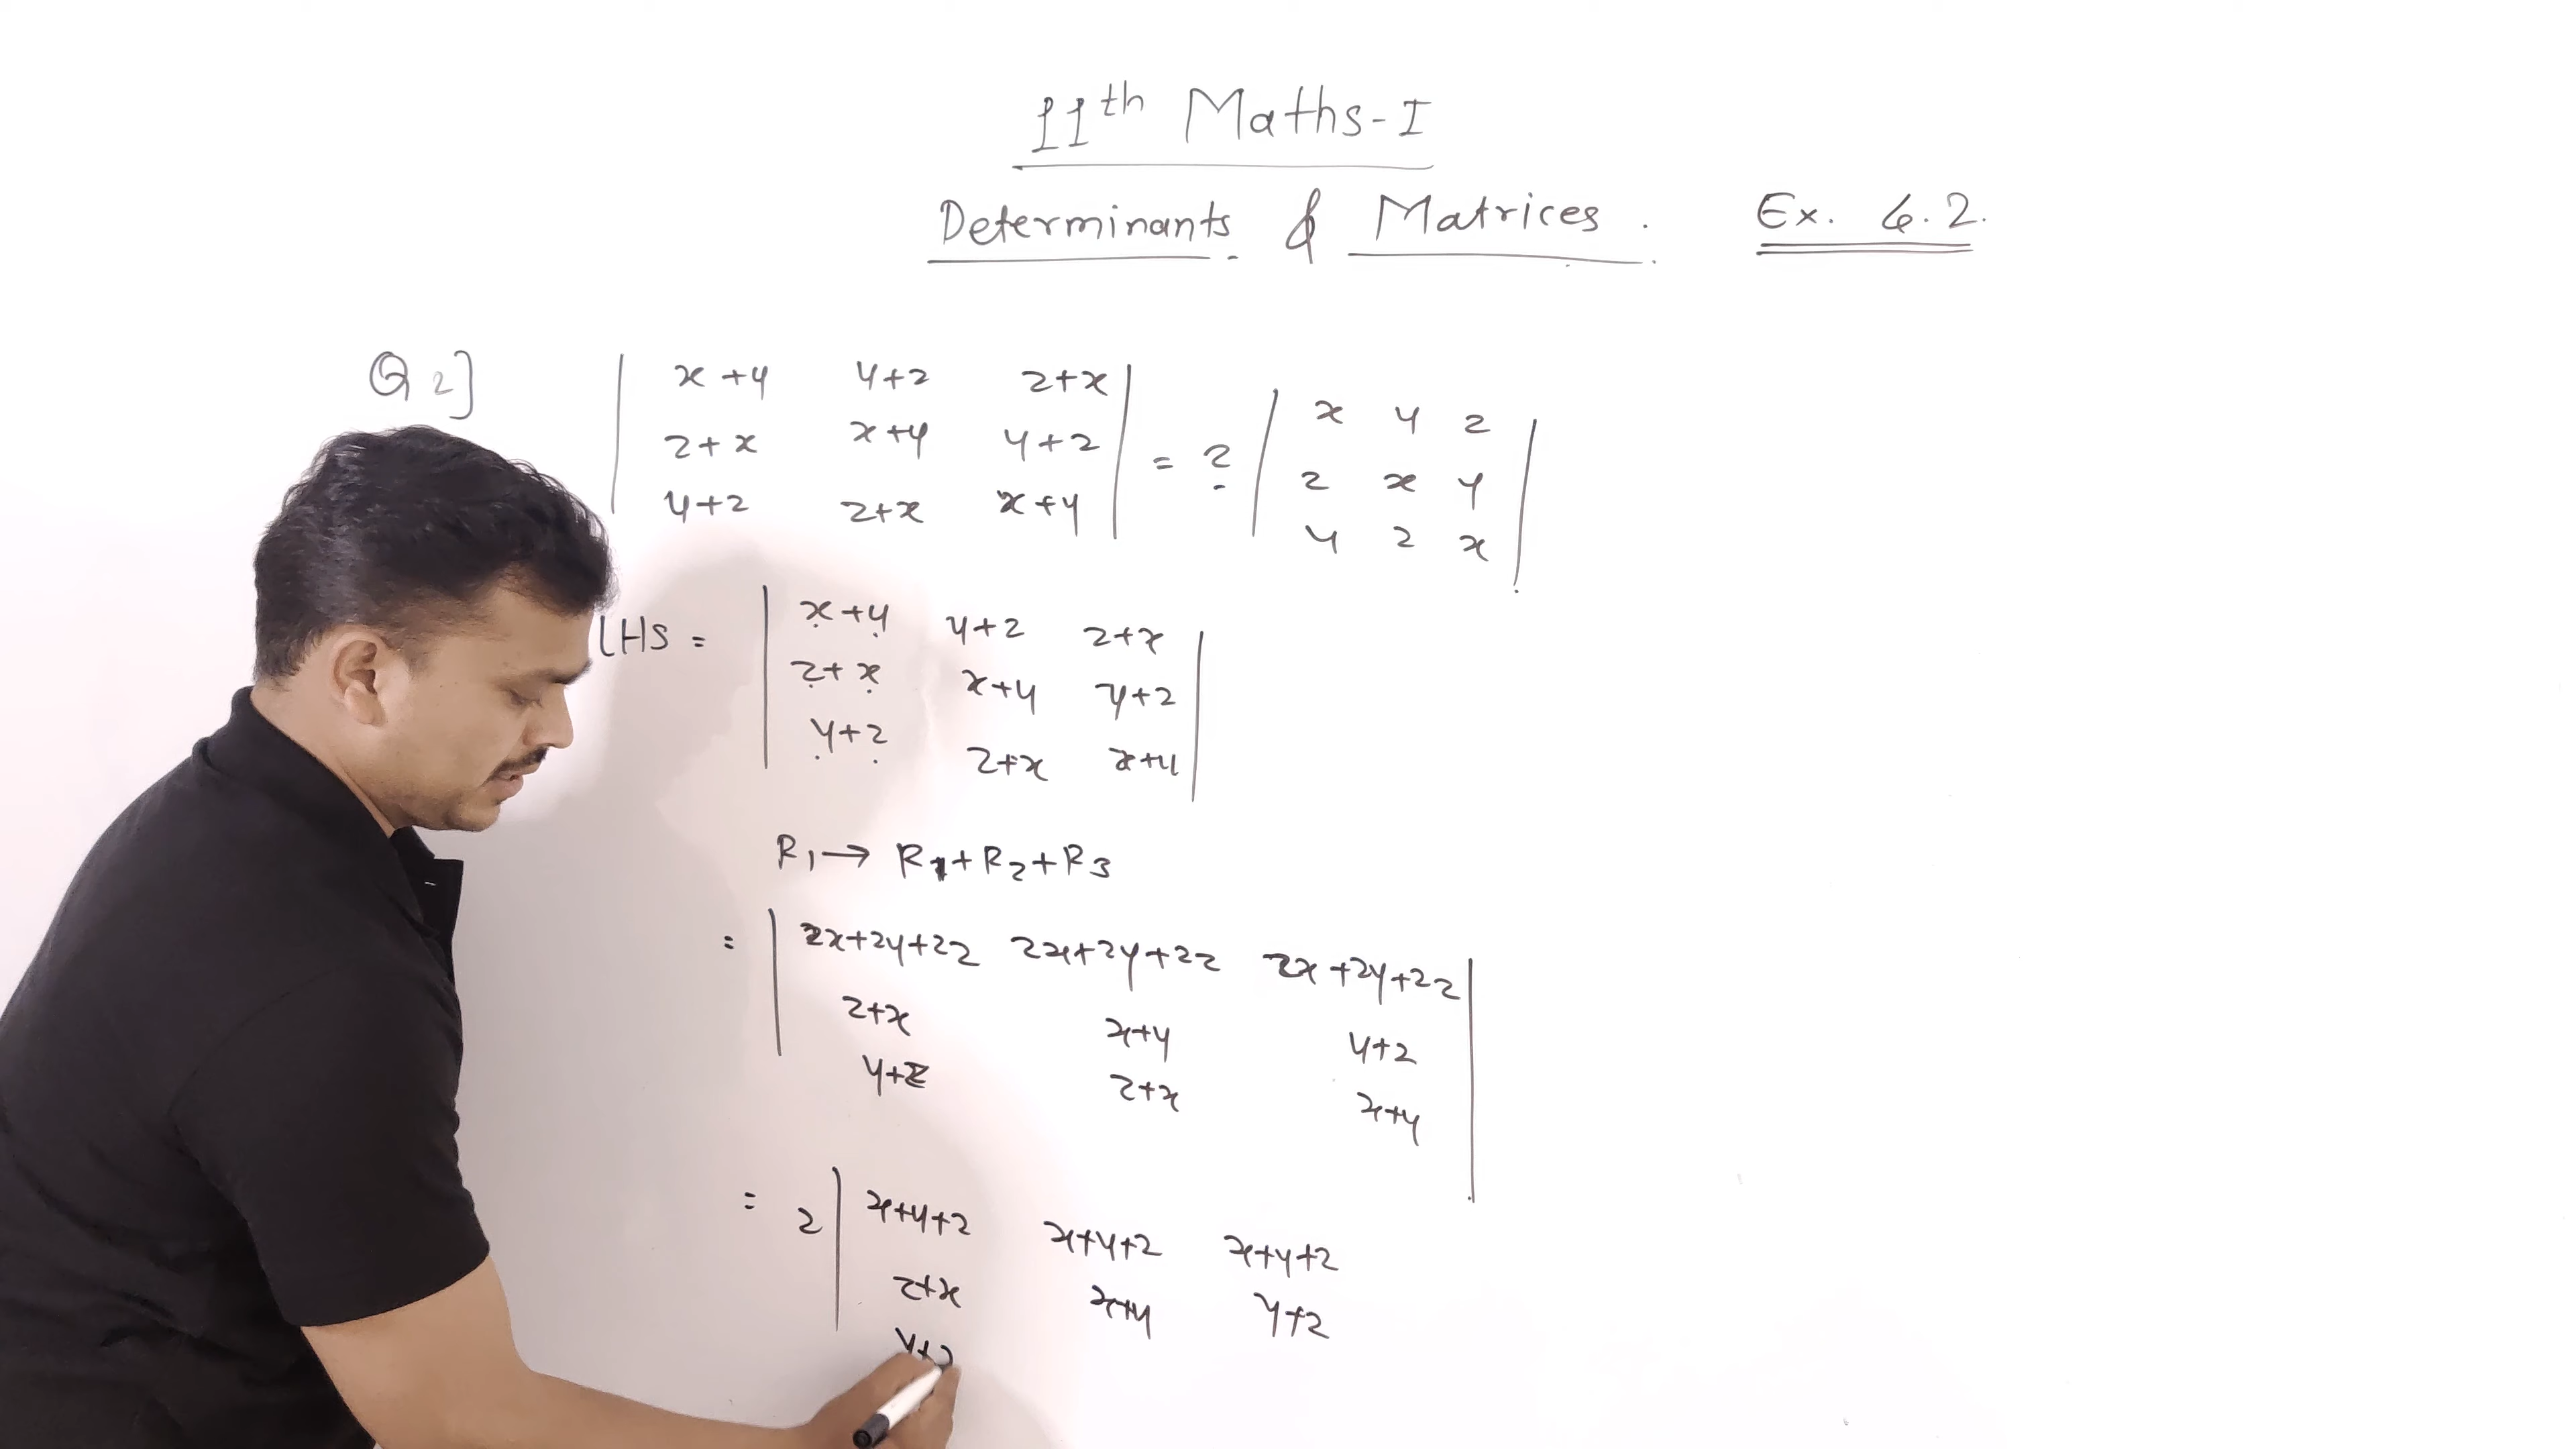 11th Maths-I
Determinants & Matrices. Ex. 6.2.
Q 2]
| x+y y+z z+x |
| z+x x+y y+z | = 2 | x y z |
| y+z z+x x+y |
| z x y |
| y z x |
LHS = | x+y y+z z+x |
| z+x x+y y+z |
| y+z z+x x+y |
R1 → R1+R2+R3
= | 2x+2y+2z 2x+2y+2z 2x+2y+2z |
| z+x x+y y+z |
| y+z z+x x+y |
= 2 | x+y+z x+y+z x+y+z
z+x x+y y+z
y+z